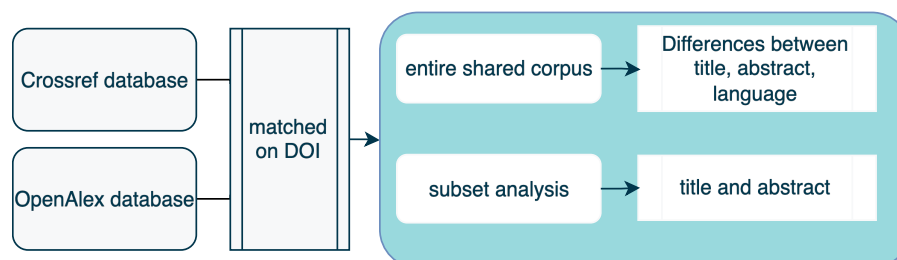 Crossref database
OpenAlex database
matched
on DOI
entire shared corpus
Differences between
title, abstract,
language
subset analysis
title and abstract